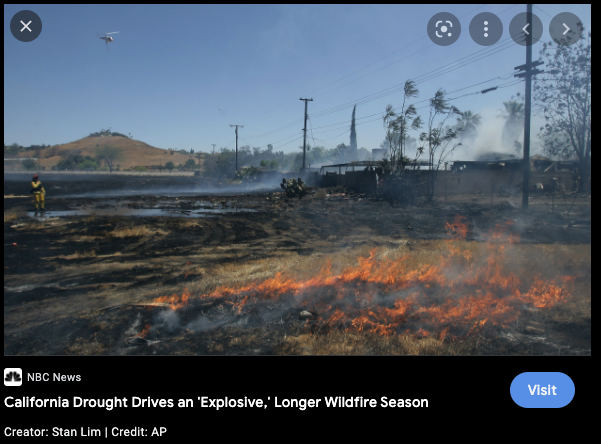 NBC News
California Drought Drives an 'Explosive,' Longer Wildfire Season
Visit
Creator: Stan Lim | Credit: AP